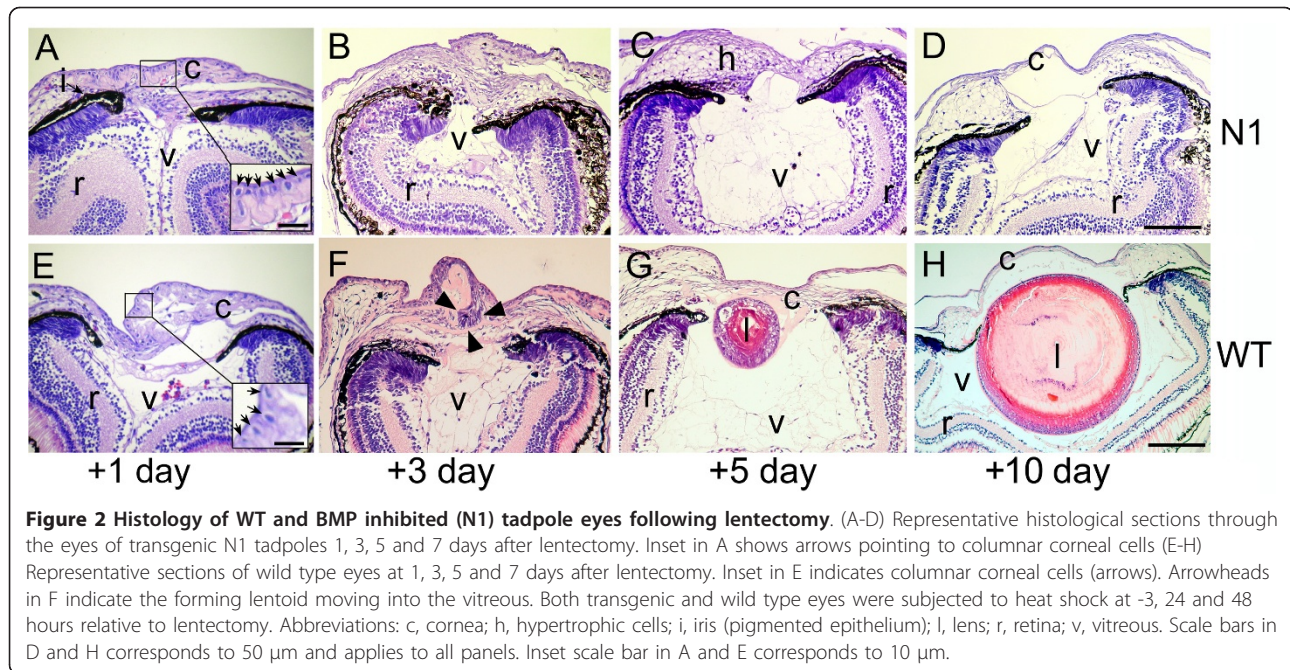 A
c
i
v
r
B
v
r
C
h
v
r
D
c
v
r
N1
E
c
r
v
F
v
G
c
l
r
v
H
c
l
v
r
WT
+1 day
+3 day
+5 day
+10 day
Figure 2 Histology of WT and BMP inhibited (N1) tadpole eyes following lentectomy. (A-D) Representative histological sections through
the eyes of transgenic N1 tadpoles 1, 3, 5 and 7 days after lentectomy. Inset in A shows arrows pointing to columnar corneal cells (E-H)
Representative sections of wild type eyes at 1, 3, 5 and 7 days after lentectomy. Inset in E indicates columnar corneal cells (arrows). Arrowheads
in F indicate the forming lentoid moving into the vitreous. Both transgenic and wild type eyes were subjected to heat shock at -3, 24 and 48
hours relative to lentectomy. Abbreviations: c, cornea; h, hypertrophic cells; i, iris (pigmented epithelium); l, lens; r, retina; v, vitreous. Scale bars in
D and H corresponds to 50 μm and applies to all panels. Inset scale bar in A and E corresponds to 10 μm.